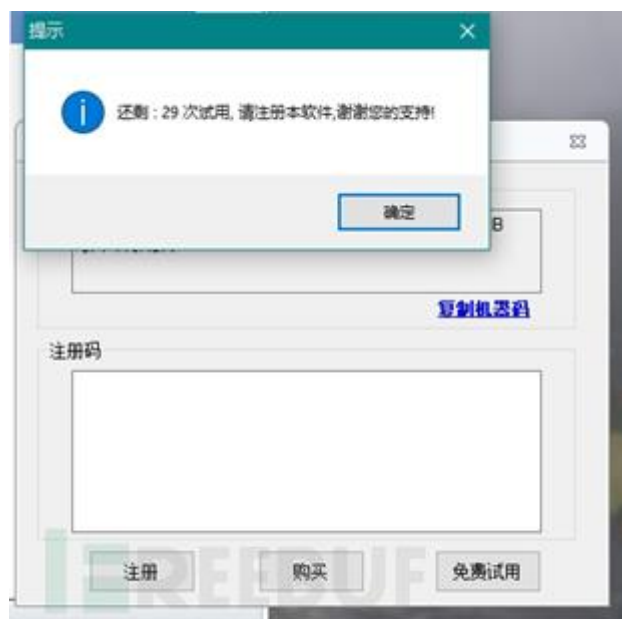 提示
还剩 : 29 次试用, 请注册本软件,谢谢您的支持!
确定
B
复制机器码
注册码
注册
购买
免费试用
REEBUF